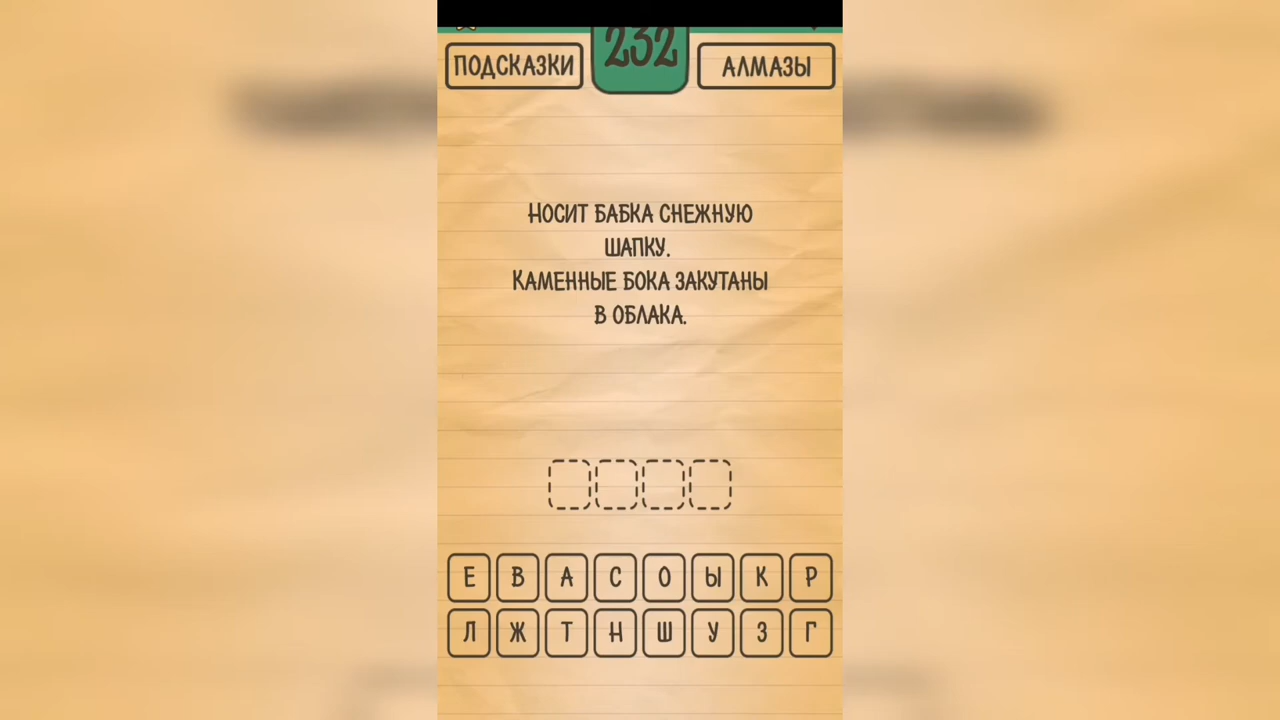 232
ПОДСКАЗКИ
АЛМАЗЫ
НОСИТ БАБКА СНЕЖНУЮ
ШАПКУ.
КАМЕННЫЕ БОКА ЗАКУТАНЫ
В ОБЛАКА.
Е В А С О Ы К Р
Л Ж Т Н Ш У З Г